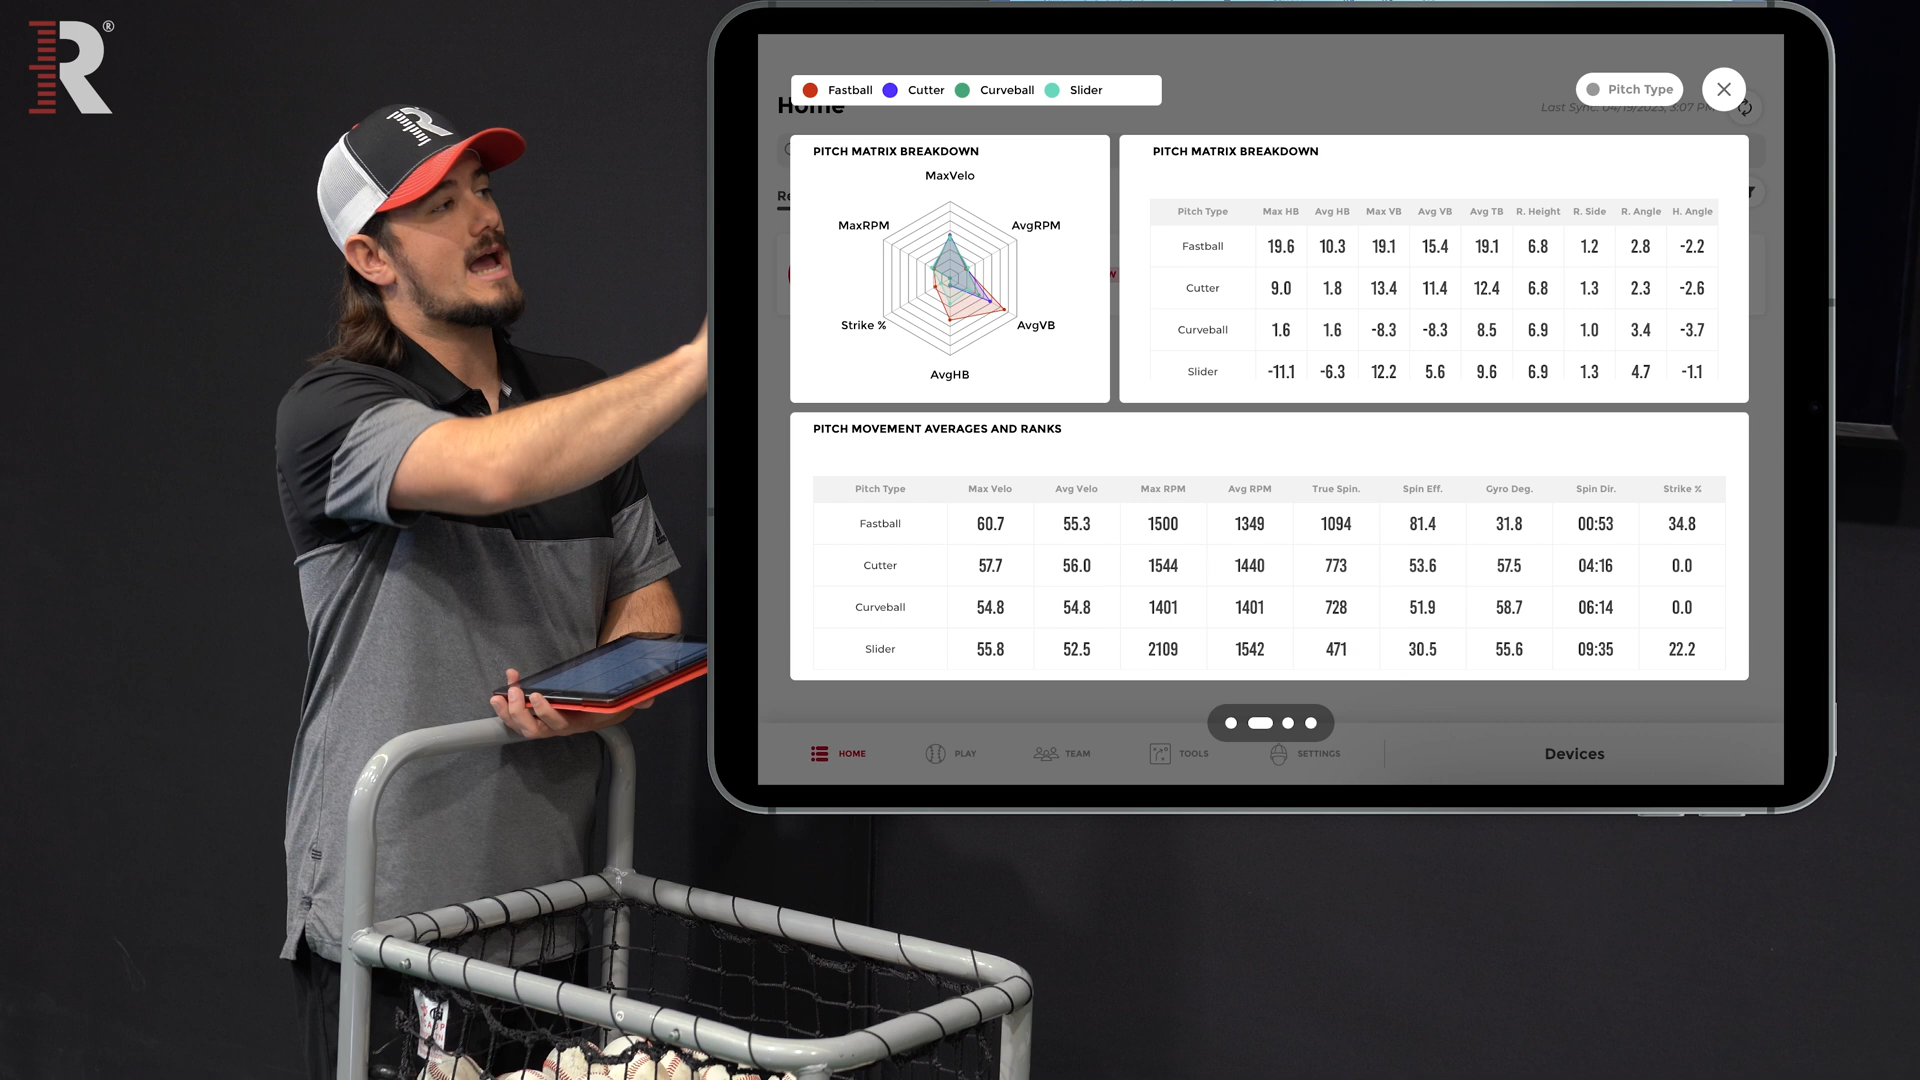 R®
R
Fastball Cutter Curveball Slider
Pitch Type
Home
Last Sync: 04/19/2023, 3:07 PM
PITCH MATRIX BREAKDOWN
MaxVelo
MaxRPM
AvgRPM
Strike %
AvgVB
AvgHB
PITCH MATRIX BREAKDOWN
Pitch Type Max HB Avg HB Max VB Avg VB Avg TB R. Height R. Side R. Angle H. Angle
Fastball 19.6 10.3 19.1 15.4 19.1 6.8 1.2 2.8 -2.2
Cutter 9.0 1.8 13.4 11.4 12.4 6.8 1.3 2.3 -2.6
Curveball 1.6 1.6 -8.3 -8.3 8.5 6.9 1.0 3.4 -3.7
Slider -11.1 -6.3 12.2 5.6 9.6 6.9 1.3 4.7 -1.1
PITCH MOVEMENT AVERAGES AND RANKS
Pitch Type Max Velo Avg Velo Max RPM Avg RPM True Spin. Spin Eff. Gyro Deg. Spin Dir. Strike %
Fastball 60.7 55.3 1500 1349 1094 81.4 31.8 00:53 34.8
Cutter 57.7 56.0 1544 1440 773 53.6 57.5 04:16 0.0
Curveball 54.8 54.8 1401 1401 728 51.9 58.7 06:14 0.0
Slider 55.8 52.5 2109 1542 471 30.5 55.6 09:35 22.2
HOME PLAY TEAM TOOLS SETTINGS Devices